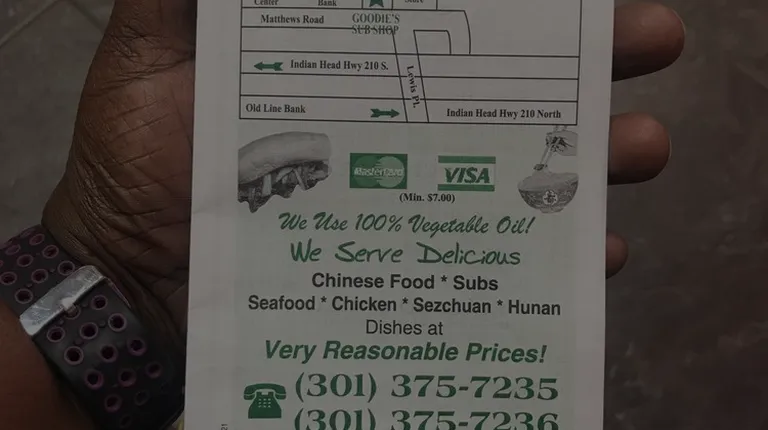 Center Bank Store
Matthews Road GOODIE'S
SUB SHOP
Indian Head Hwy 210 S.
Lewis Pl.
Old Line Bank Indian Head Hwy 210 North
MasterCard VISA
(Min. $7.00)
We Use 100% Vegetable Oil!
We Serve Delicious
Chinese Food * Subs
Seafood * Chicken * Sezchuan * Hunan
Dishes at
Very Reasonable Prices!
(301) 375-7235
(301) 375-7236